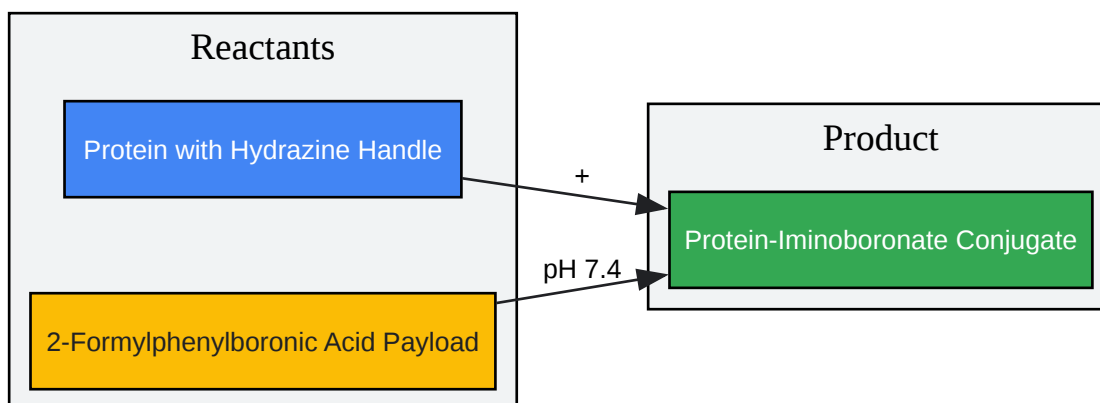 Reactants
Protein with Hydrazine Handle
2-Formylphenylboronic Acid Payload
+
pH 7.4
Product
Protein-Iminoboronate Conjugate